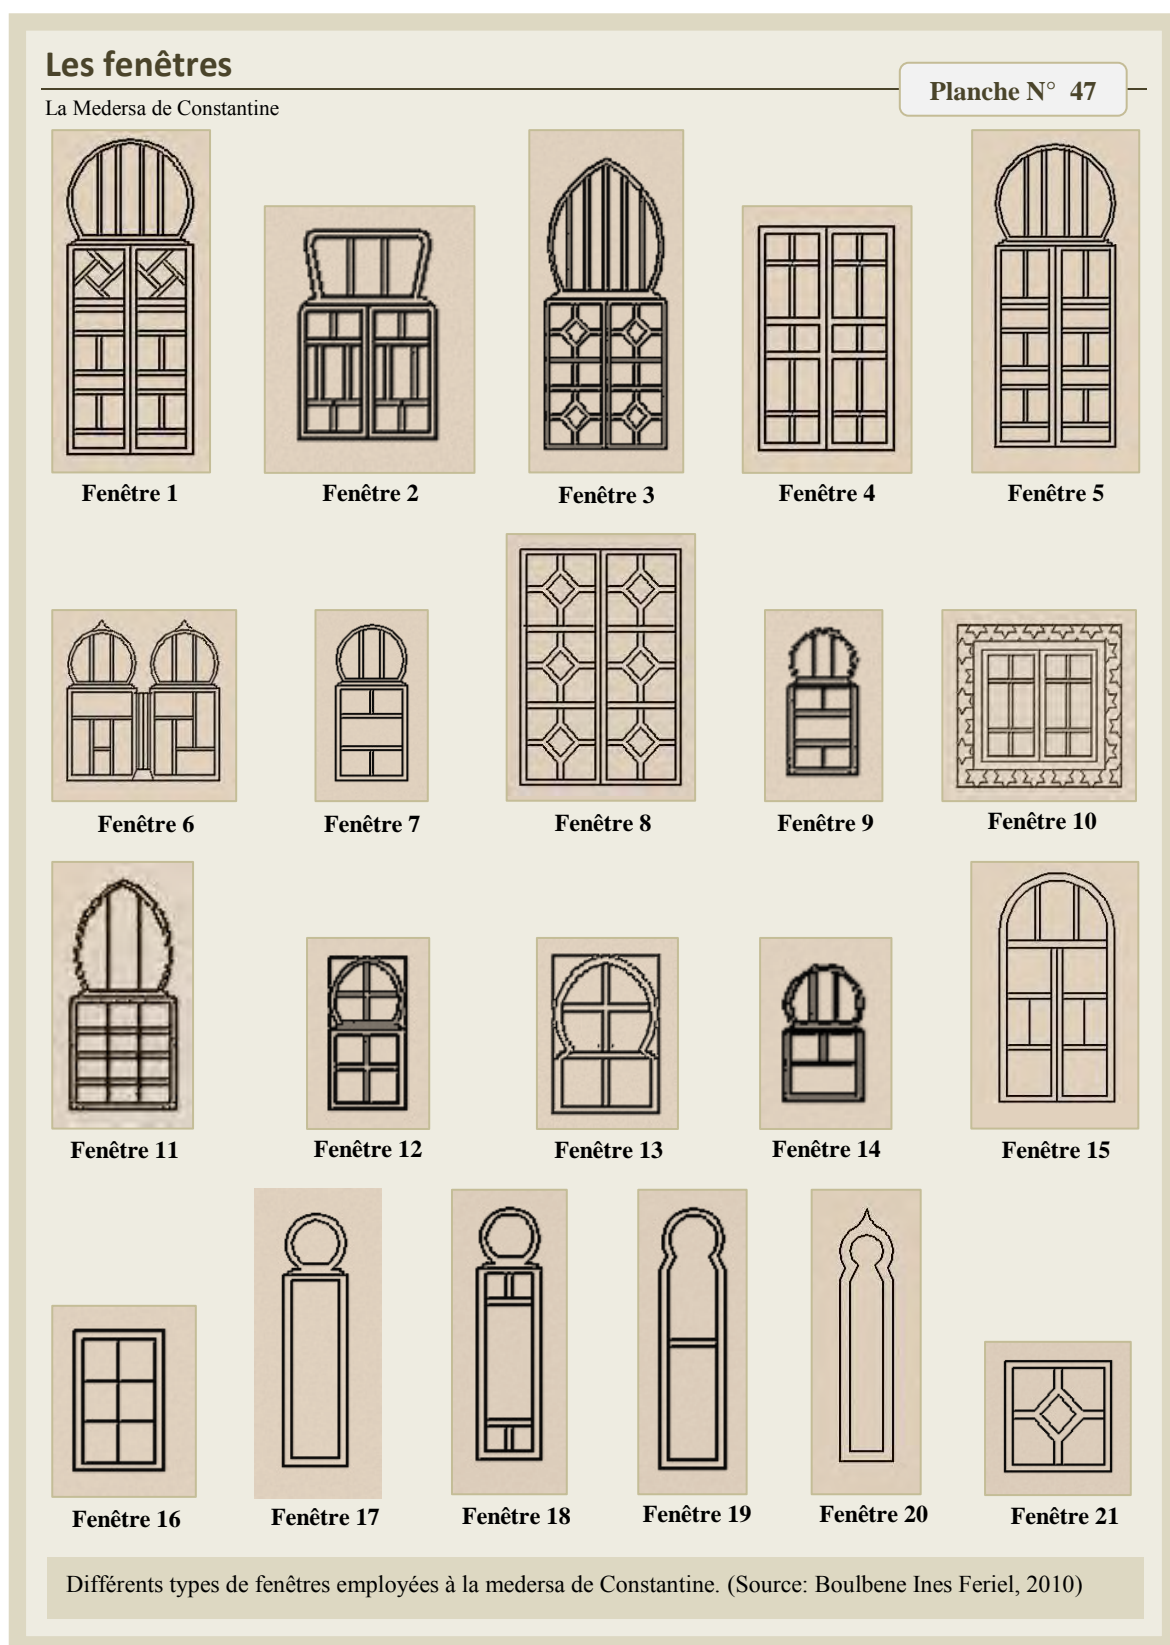 Les fenêtres
Planche N° 47
La Medersa de Constantine
Fenêtre 1
Fenêtre 2
Fenêtre 3
Fenêtre 4
Fenêtre 5
Fenêtre 6
Fenêtre 7
Fenêtre 8
Fenêtre 9
Fenêtre 10
Fenêtre 11
Fenêtre 12
Fenêtre 13
Fenêtre 14
Fenêtre 15
Fenêtre 16
Fenêtre 17
Fenêtre 18
Fenêtre 19
Fenêtre 20
Fenêtre 21
Différents types de fenêtres employées à la medersa de Constantine. (Source: Boulbene Ines Feriel, 2010)